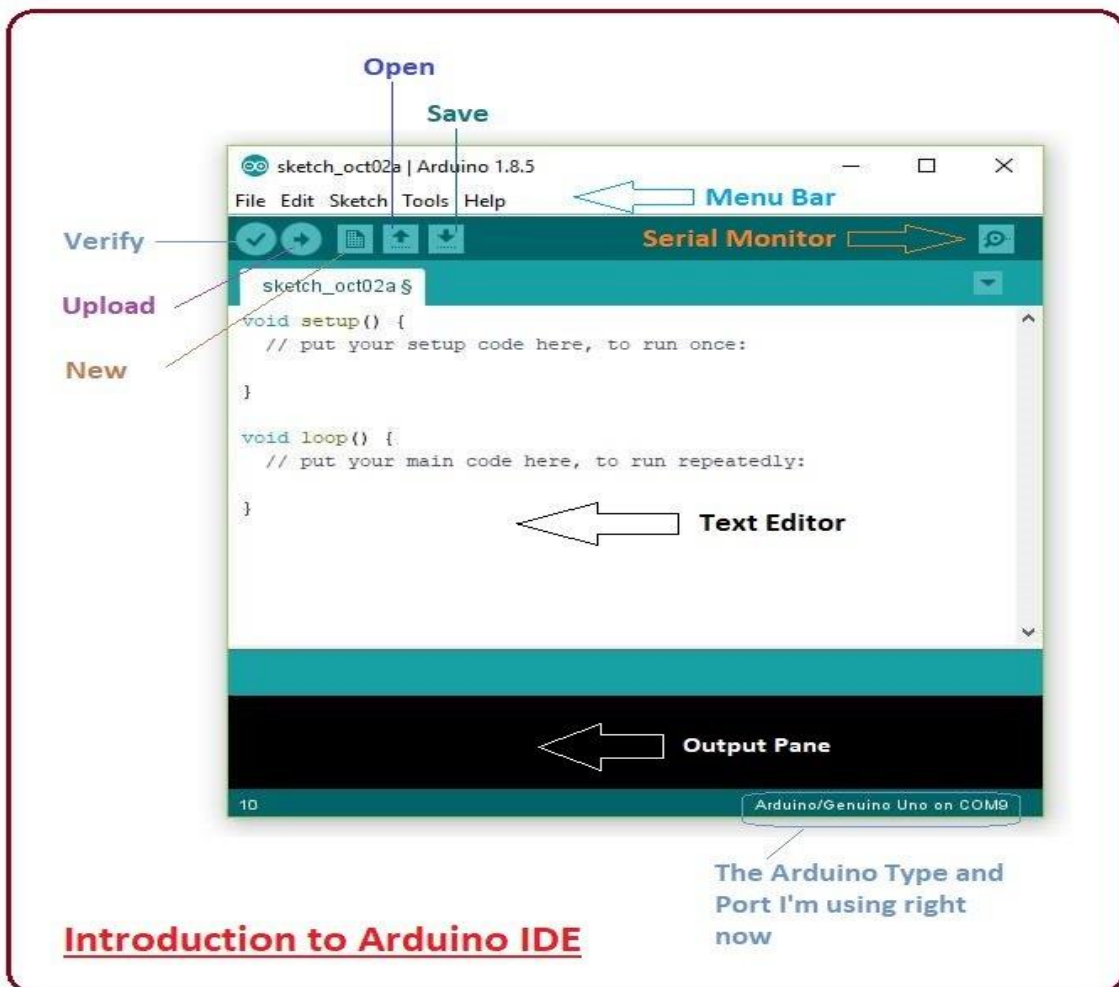 Open
Save
sketch_oct02a | Arduino 1.8.5
File Edit Sketch Tools Help
Menu Bar
Verify
Serial Monitor
sketch_oct02a §
Upload
void setup() {
// put your setup code here, to run once:
New
}
void loop() {
// put your main code here, to run repeatedly:
}
Text Editor
Output Pane
10
Arduino/Genuino Uno on COM9
The Arduino Type and
Port I'm using right
now
Introduction to Arduino IDE